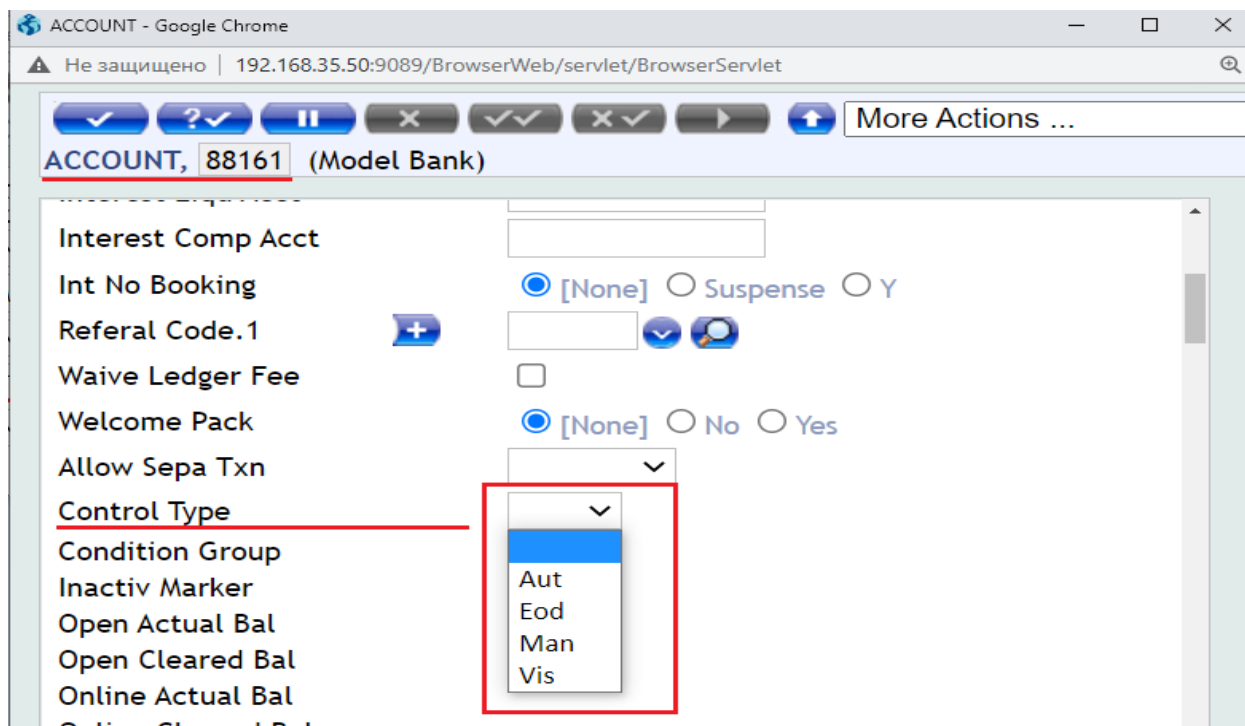 ACCOUNT - Google Chrome
Не защищено | 192.168.35.50:9089/BrowserWeb/servlet/BrowserServlet
More Actions ...
ACCOUNT, 88161 (Model Bank)
Interest Comp Acct
Int No Booking [None] Suspense Y
Referal Code.1
Waive Ledger Fee
Welcome Pack [None] No Yes
Allow Sepa Txn
Control Type
Condition Group
Aut
Inactiv Marker
Eod
Open Actual Bal
Man
Open Cleared Bal
Vis
Online Actual Bal